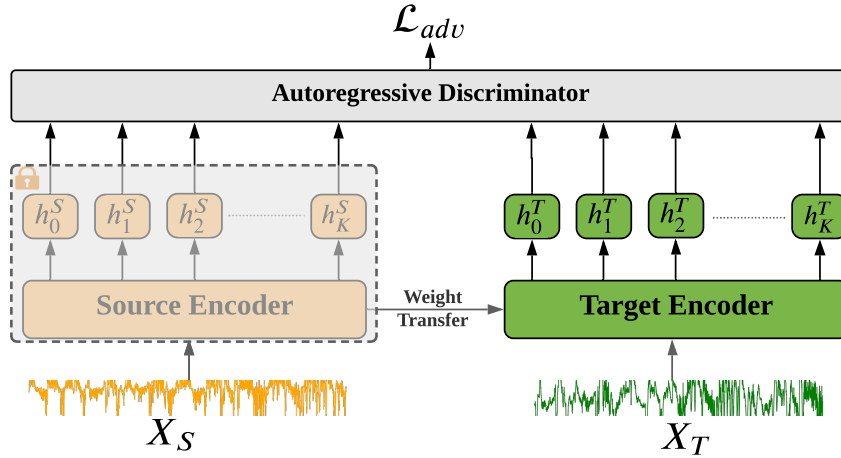 𝓛_adv
Autoregressive Discriminator
h_0^S h_1^S h_2^S h_K^S h_0^T h_1^T h_2^T h_K^T
Source Encoder
Weight
Transfer
Target Encoder
X_S X_T